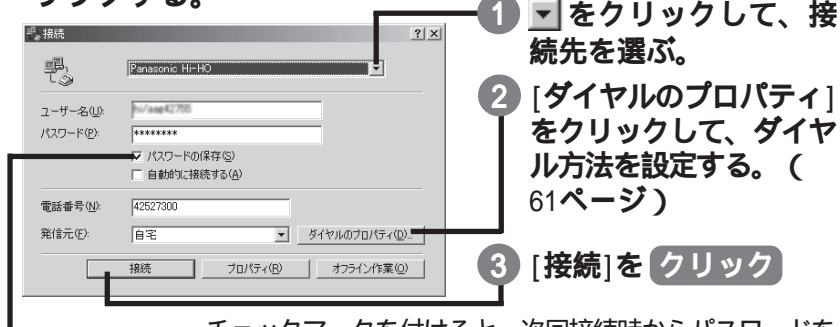 クリックする。
接続
? ×
Panasonic Hi-HO
ユーザー名(U):
パスワード(P): ********
パスワードの保存(S)
自動的に接続する(A)
電話番号(N): 42527300
発信元(E): 自宅 ダイヤルのプロパティ(D)...
接続 プロパティ(R) オフライン作業(O)
1 をクリックして、接
続先を選ぶ。
2 [ダイヤルのプロパティ]
をクリックして、ダイヤ
ル方法を設定する。(
61ページ)
3 [接続]を クリック
チェックマークを付けると、次回接続時からパスワードを